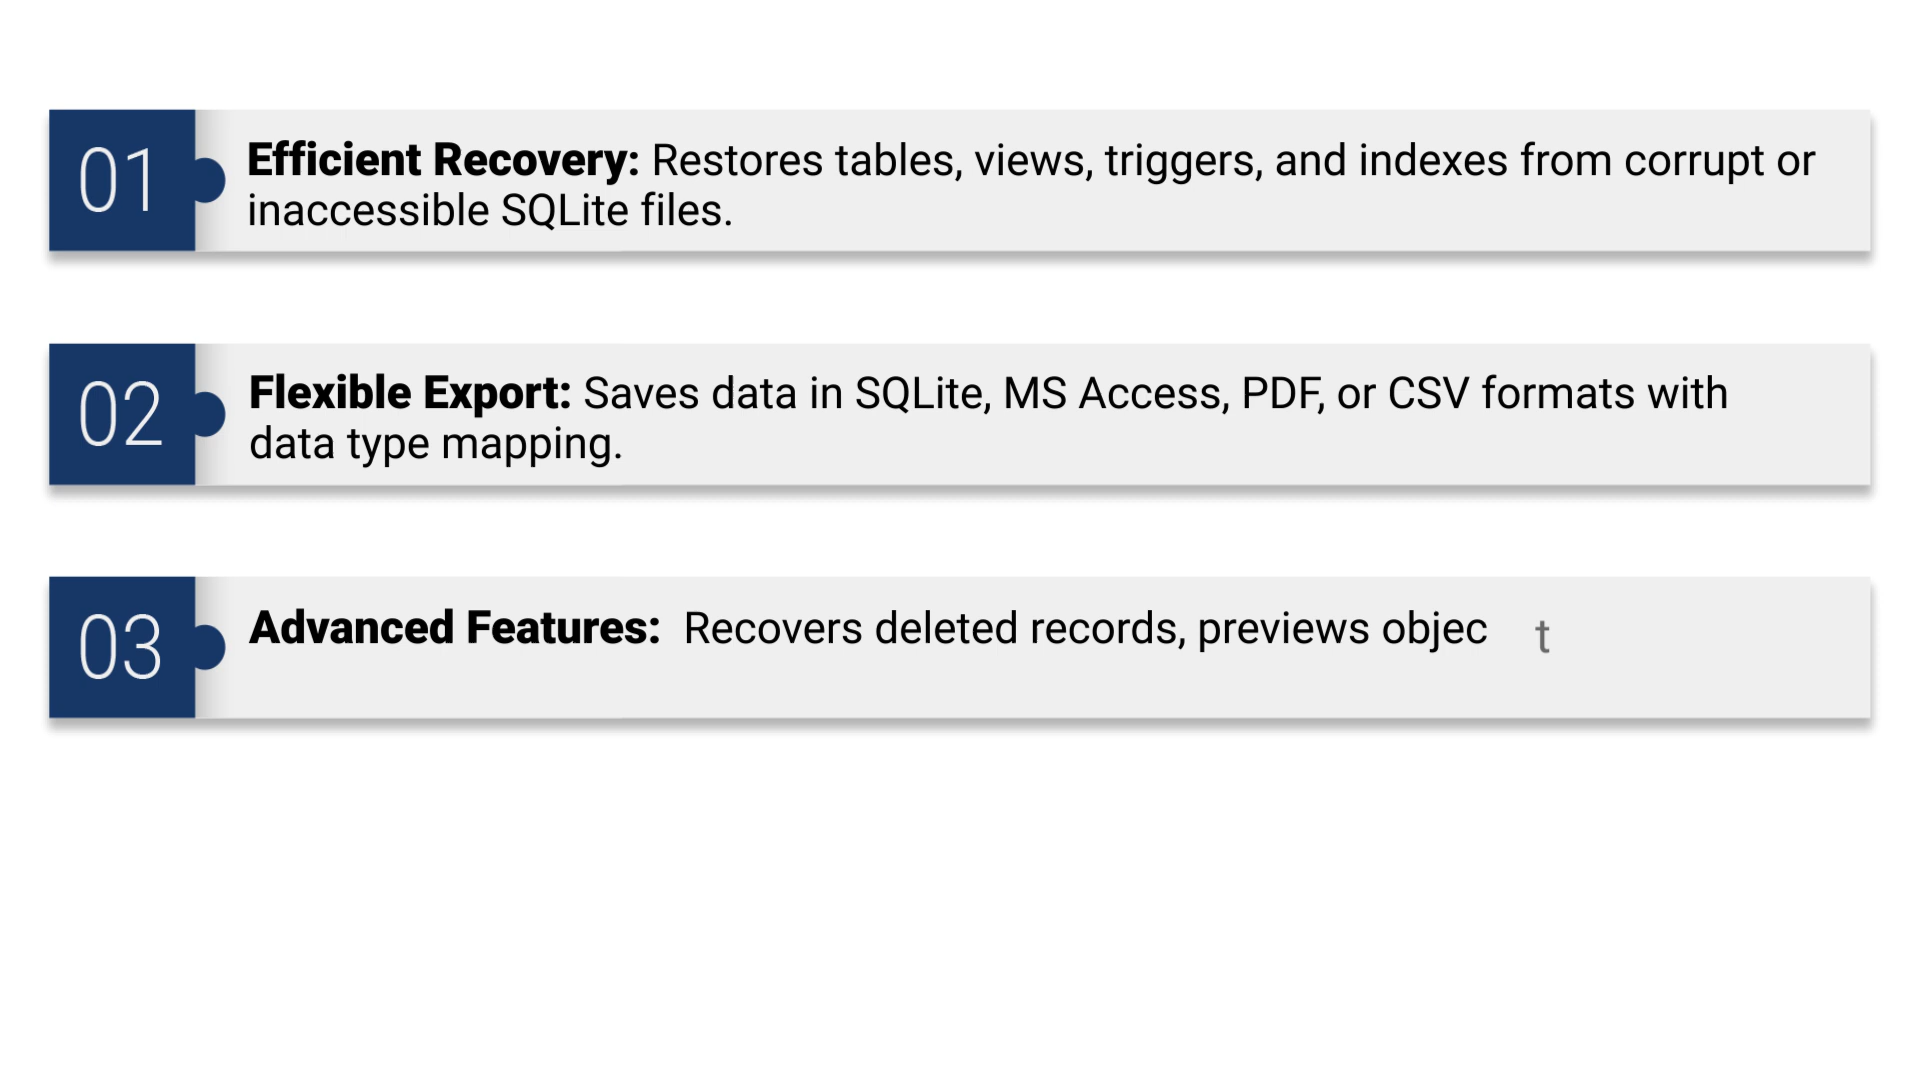 01
Efficient Recovery: Restores tables, views, triggers, and indexes from corrupt or
inaccessible SQLite files.
02
Flexible Export: Saves data in SQLite, MS Access, PDF, or CSV formats with
data type mapping.
03
Advanced Features: Recovers deleted records, previews objec t